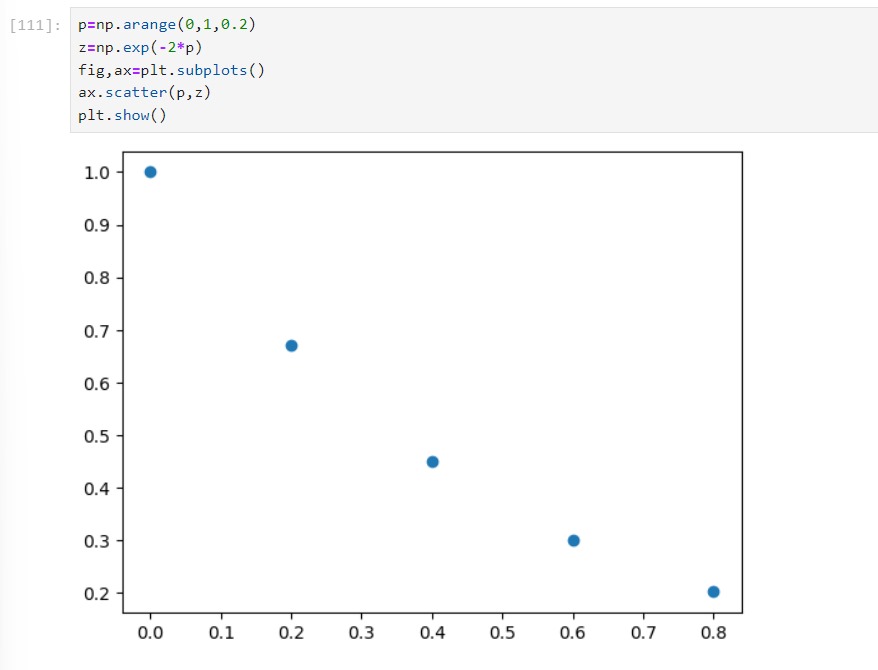 [111]: p=np.arange(0,1,0.2)
z=np.exp(-2*p)
fig,ax=plt.subplots()
ax.scatter(p,z)
plt.show()
1.0
0.9
0.8
0.7
0.6
0.5
0.4
0.3
0.2
0.0 0.1 0.2 0.3 0.4 0.5 0.6 0.7 0.8